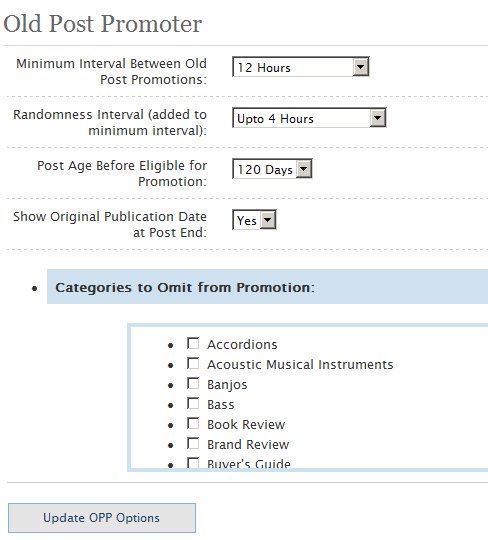 Old Post Promoter
Minimum Interval Between Old
Post Promotions:
12 Hours
Randomness Interval (added to
minimum interval):
Upto 4 Hours
Post Age Before Eligible for
Promotion:
120 Days
Show Original Publication Date
at Post End:
Yes
Categories to Omit from Promotion:
Accordions
Acoustic Musical Instruments
Banjos
Bass
Book Review
Brand Review
Buyer's Guide
Update OPP Options